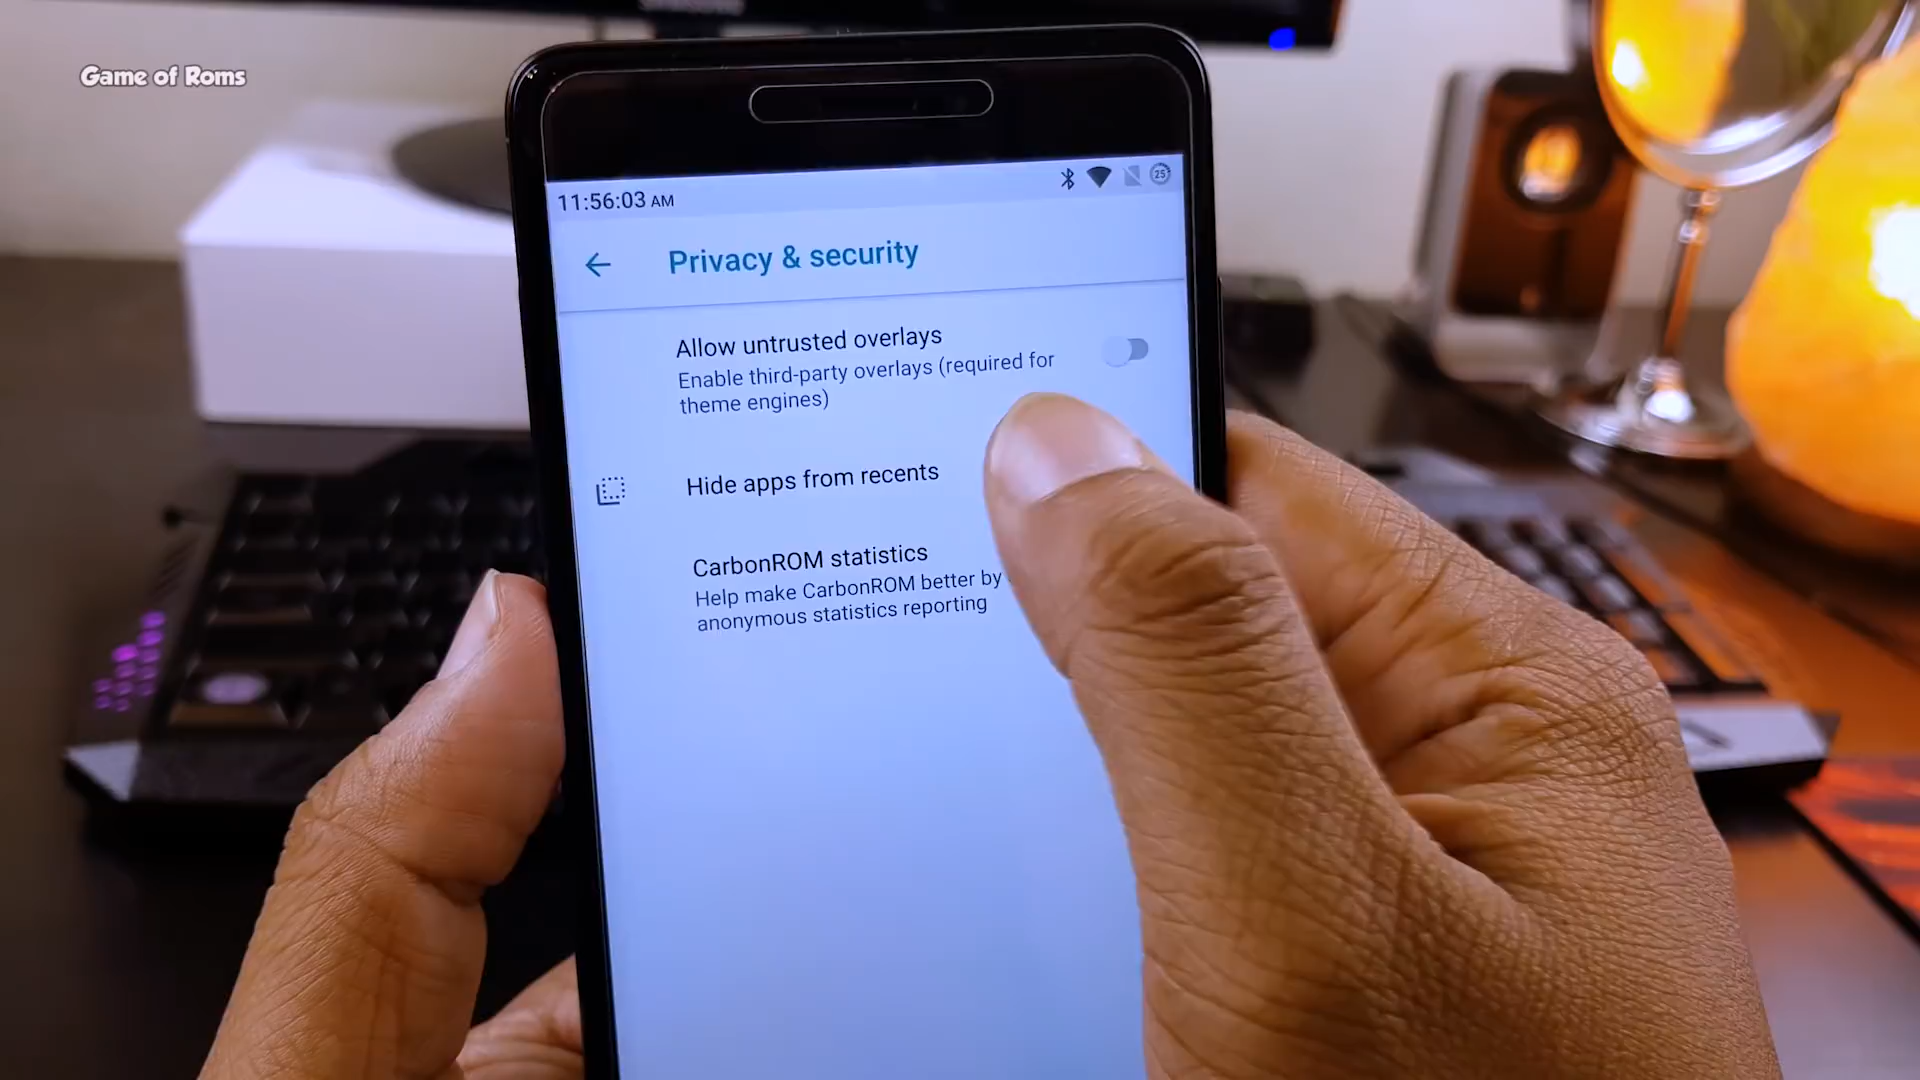 Game of Roms
11:56:03 AM
25
Privacy & security
Allow untrusted overlays
Enable third-party overlays (required for
theme engines)
Hide apps from recents
CarbonROM statistics
Help make CarbonROM better by
anonymous statistics reporting